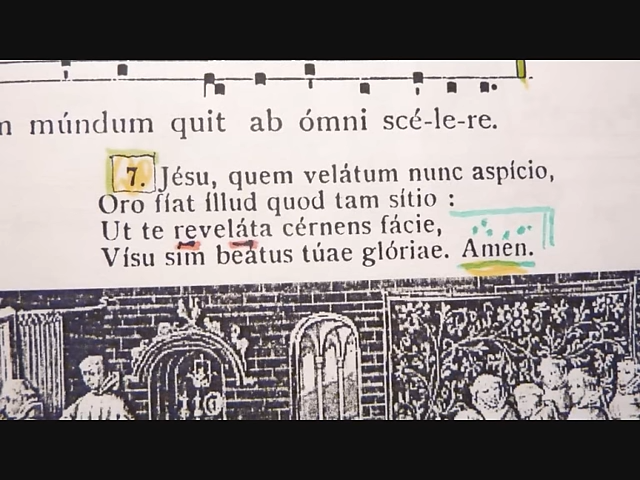 múndum quit ab ómni scé-le-re.
7. Jésu, quem velátum nunc aspício,
Oro fíat íllud quod tam sítio :
Ut te reveláta cérnens fácie,
Vísu sim beátus túae glóriae. Amen.